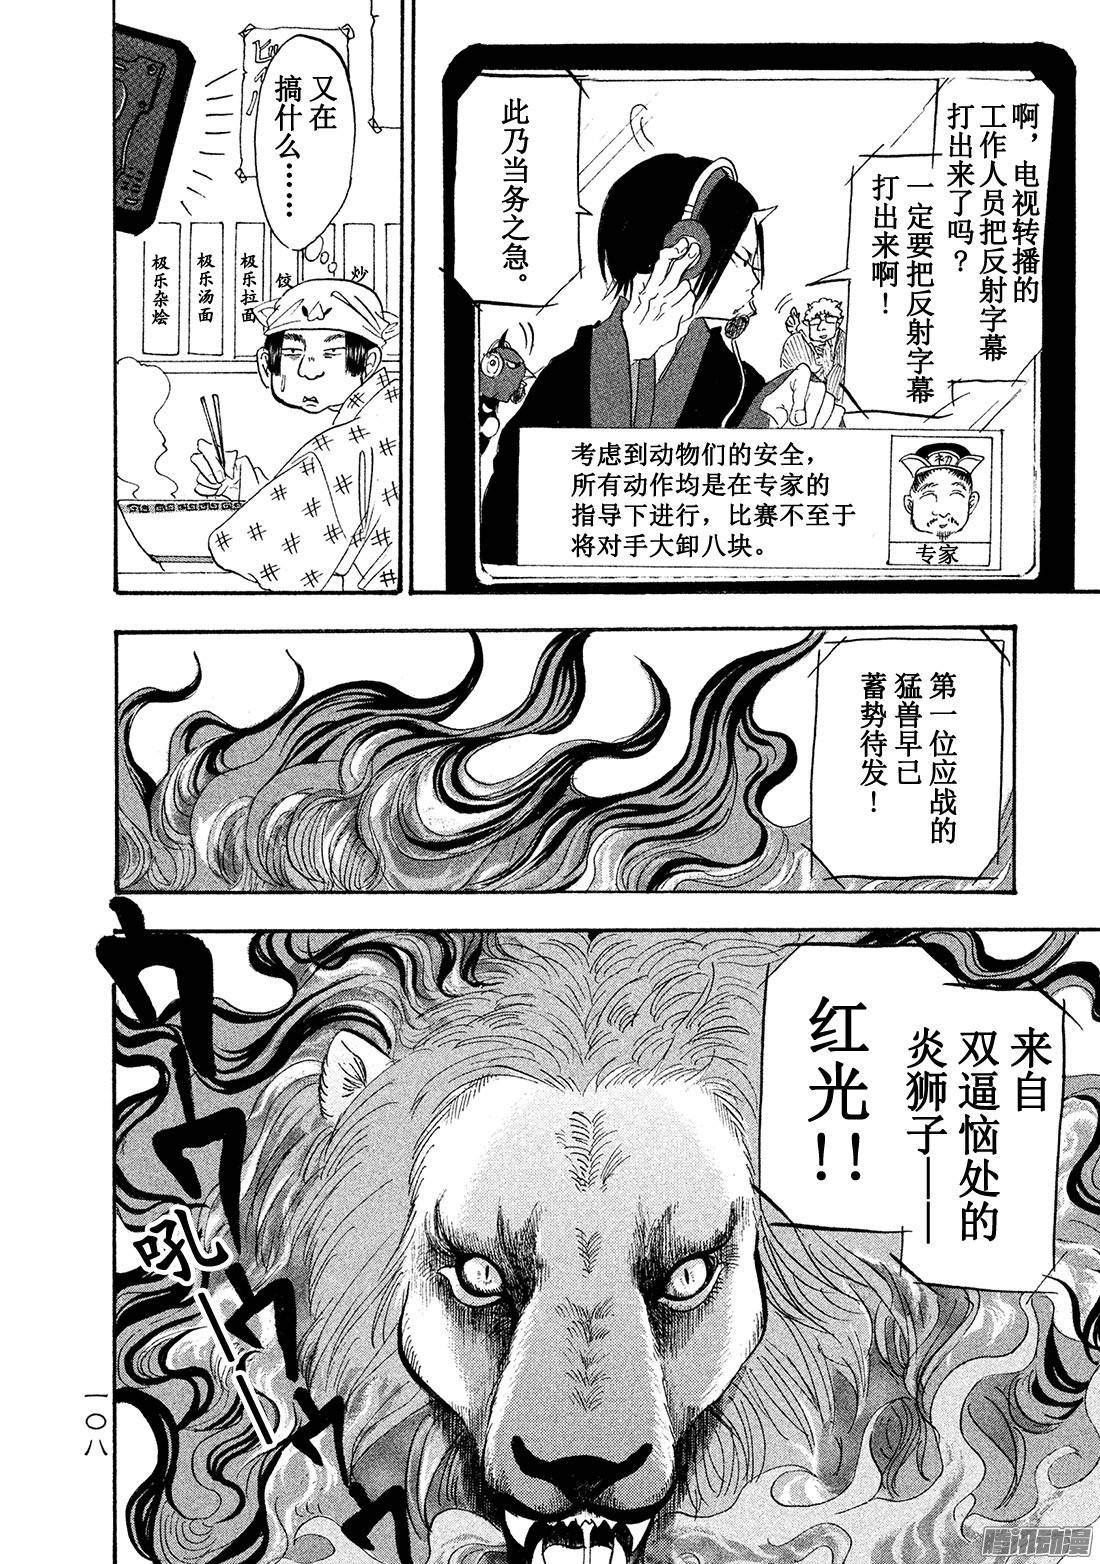 啊，电视转播的
工作人员把反射字幕
打出来了吗？
一定要把反射字幕
打出来啊！
此乃当务之急。
考虑到动物们的安全，
所有动作均是在专家的
指导下进行，比赛不至于
将对手大卸八块。
初
专家
又在
搞什么……
炒
饺
极乐拉面
极乐汤面
极乐杂烩
第一位应战的
猛兽早已
蓄势待发！
来自
双逼恼处的
炎狮子——
红光！！
吼——
一〇八
腾讯动漫